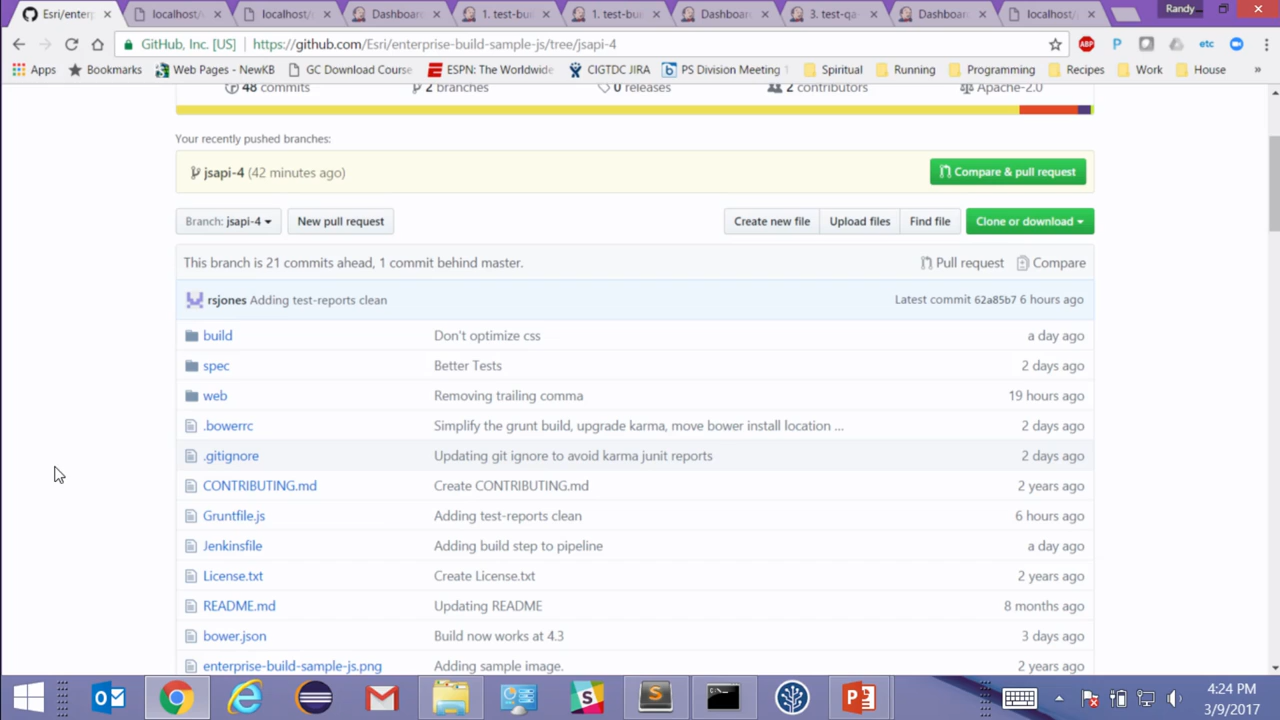 Esri/enterp
localhost/
localhost/
Dashboar
1. test-buil
1. test-bui
Dashboar
3. test-qa-
Dashboar
localhost/
Randy
GitHub, Inc. [US]
https://github.com/Esri/enterprise-build-sample-js/tree/jsapi-4
ABP
P
etc
Apps
Bookmarks
Web Pages - NewKB
GC Download Course
ESPN: The Worldwide
CIGTDC JIRA
PS Division Meeting 1
Spiritual
Running
Programming
Recipes
Work
House
»
48 commits
2 branches
0 releases
2 contributors
Apache-2.0
Your recently pushed branches:
jsapi-4 (42 minutes ago)
Compare & pull request
Branch: jsapi-4
New pull request
Create new file
Upload files
Find file
Clone or download
This branch is 21 commits ahead, 1 commit behind master.
Pull request
Compare
rsjones Adding test-reports clean
Latest commit 62a85b7 6 hours ago
build
Don't optimize css
a day ago
spec
Better Tests
2 days ago
web
Removing trailing comma
19 hours ago
.bowerrc
Simplify the grunt build, upgrade karma, move bower install location ...
2 days ago
.gitignore
Updating git ignore to avoid karma junit reports
2 days ago
CONTRIBUTING.md
Create CONTRIBUTING.md
2 years ago
Gruntfile.js
Adding test-reports clean
6 hours ago
Jenkinsfile
Adding build step to pipeline
a day ago
License.txt
Create License.txt
2 years ago
README.md
Updating README
8 months ago
bower.json
Build now works at 4.3
3 days ago
enterprise-build-sample-js.png
Adding sample image.
2 years ago
4:24 PM
3/9/2017